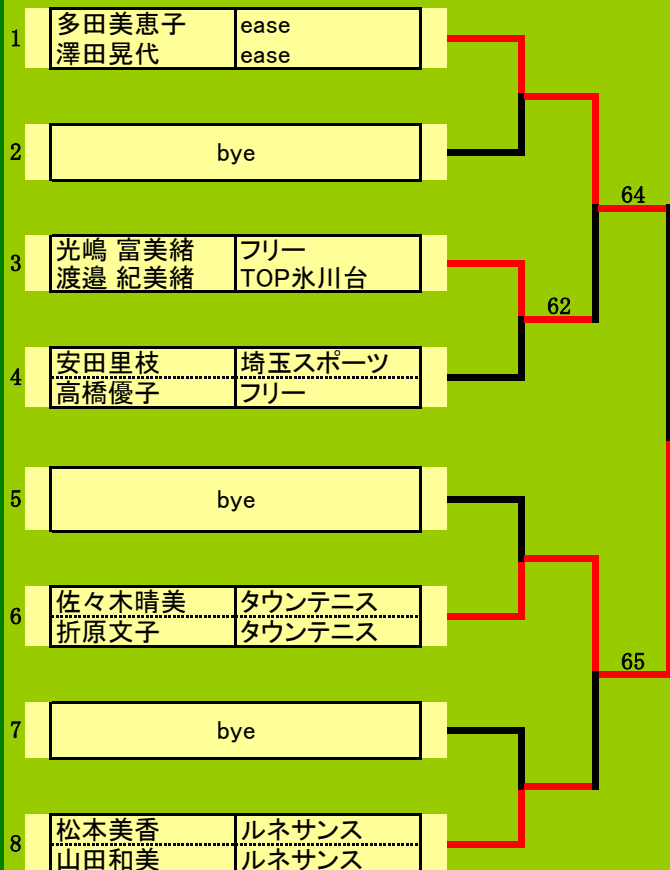 1
多田美恵子 ease
澤田晃代 ease
2 bye
64
3
光嶋 富美緒 フリー
渡邉 紀美緒 TOP氷川台
62
4
安田里枝 埼玉スポーツ
高橋優子 フリー
5 bye
6
佐々木晴美 タウンテニス
折原文子 タウンテニス
65
7 bye
8
松本美香 ルネサンス
山田和美 ルネサンス